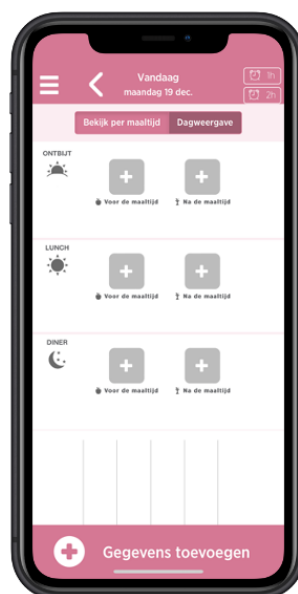 Vandaag
maandag 19 dec.
1h
2h
Bekijk per maaltijd
Dagweergave
ONTBIJT
Voor de maaltijd
Na de maaltijd
LUNCH
Voor de maaltijd
Na de maaltijd
DINER
Voor de maaltijd
Na de maaltijd
Gegevens toevoegen